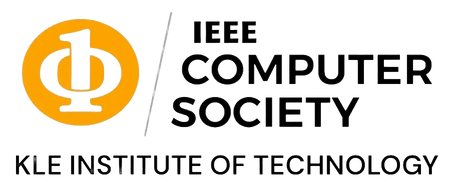 IEEE
COMPUTER
SOCIETY
KLE INSTITUTE OF TECHNOLOGY